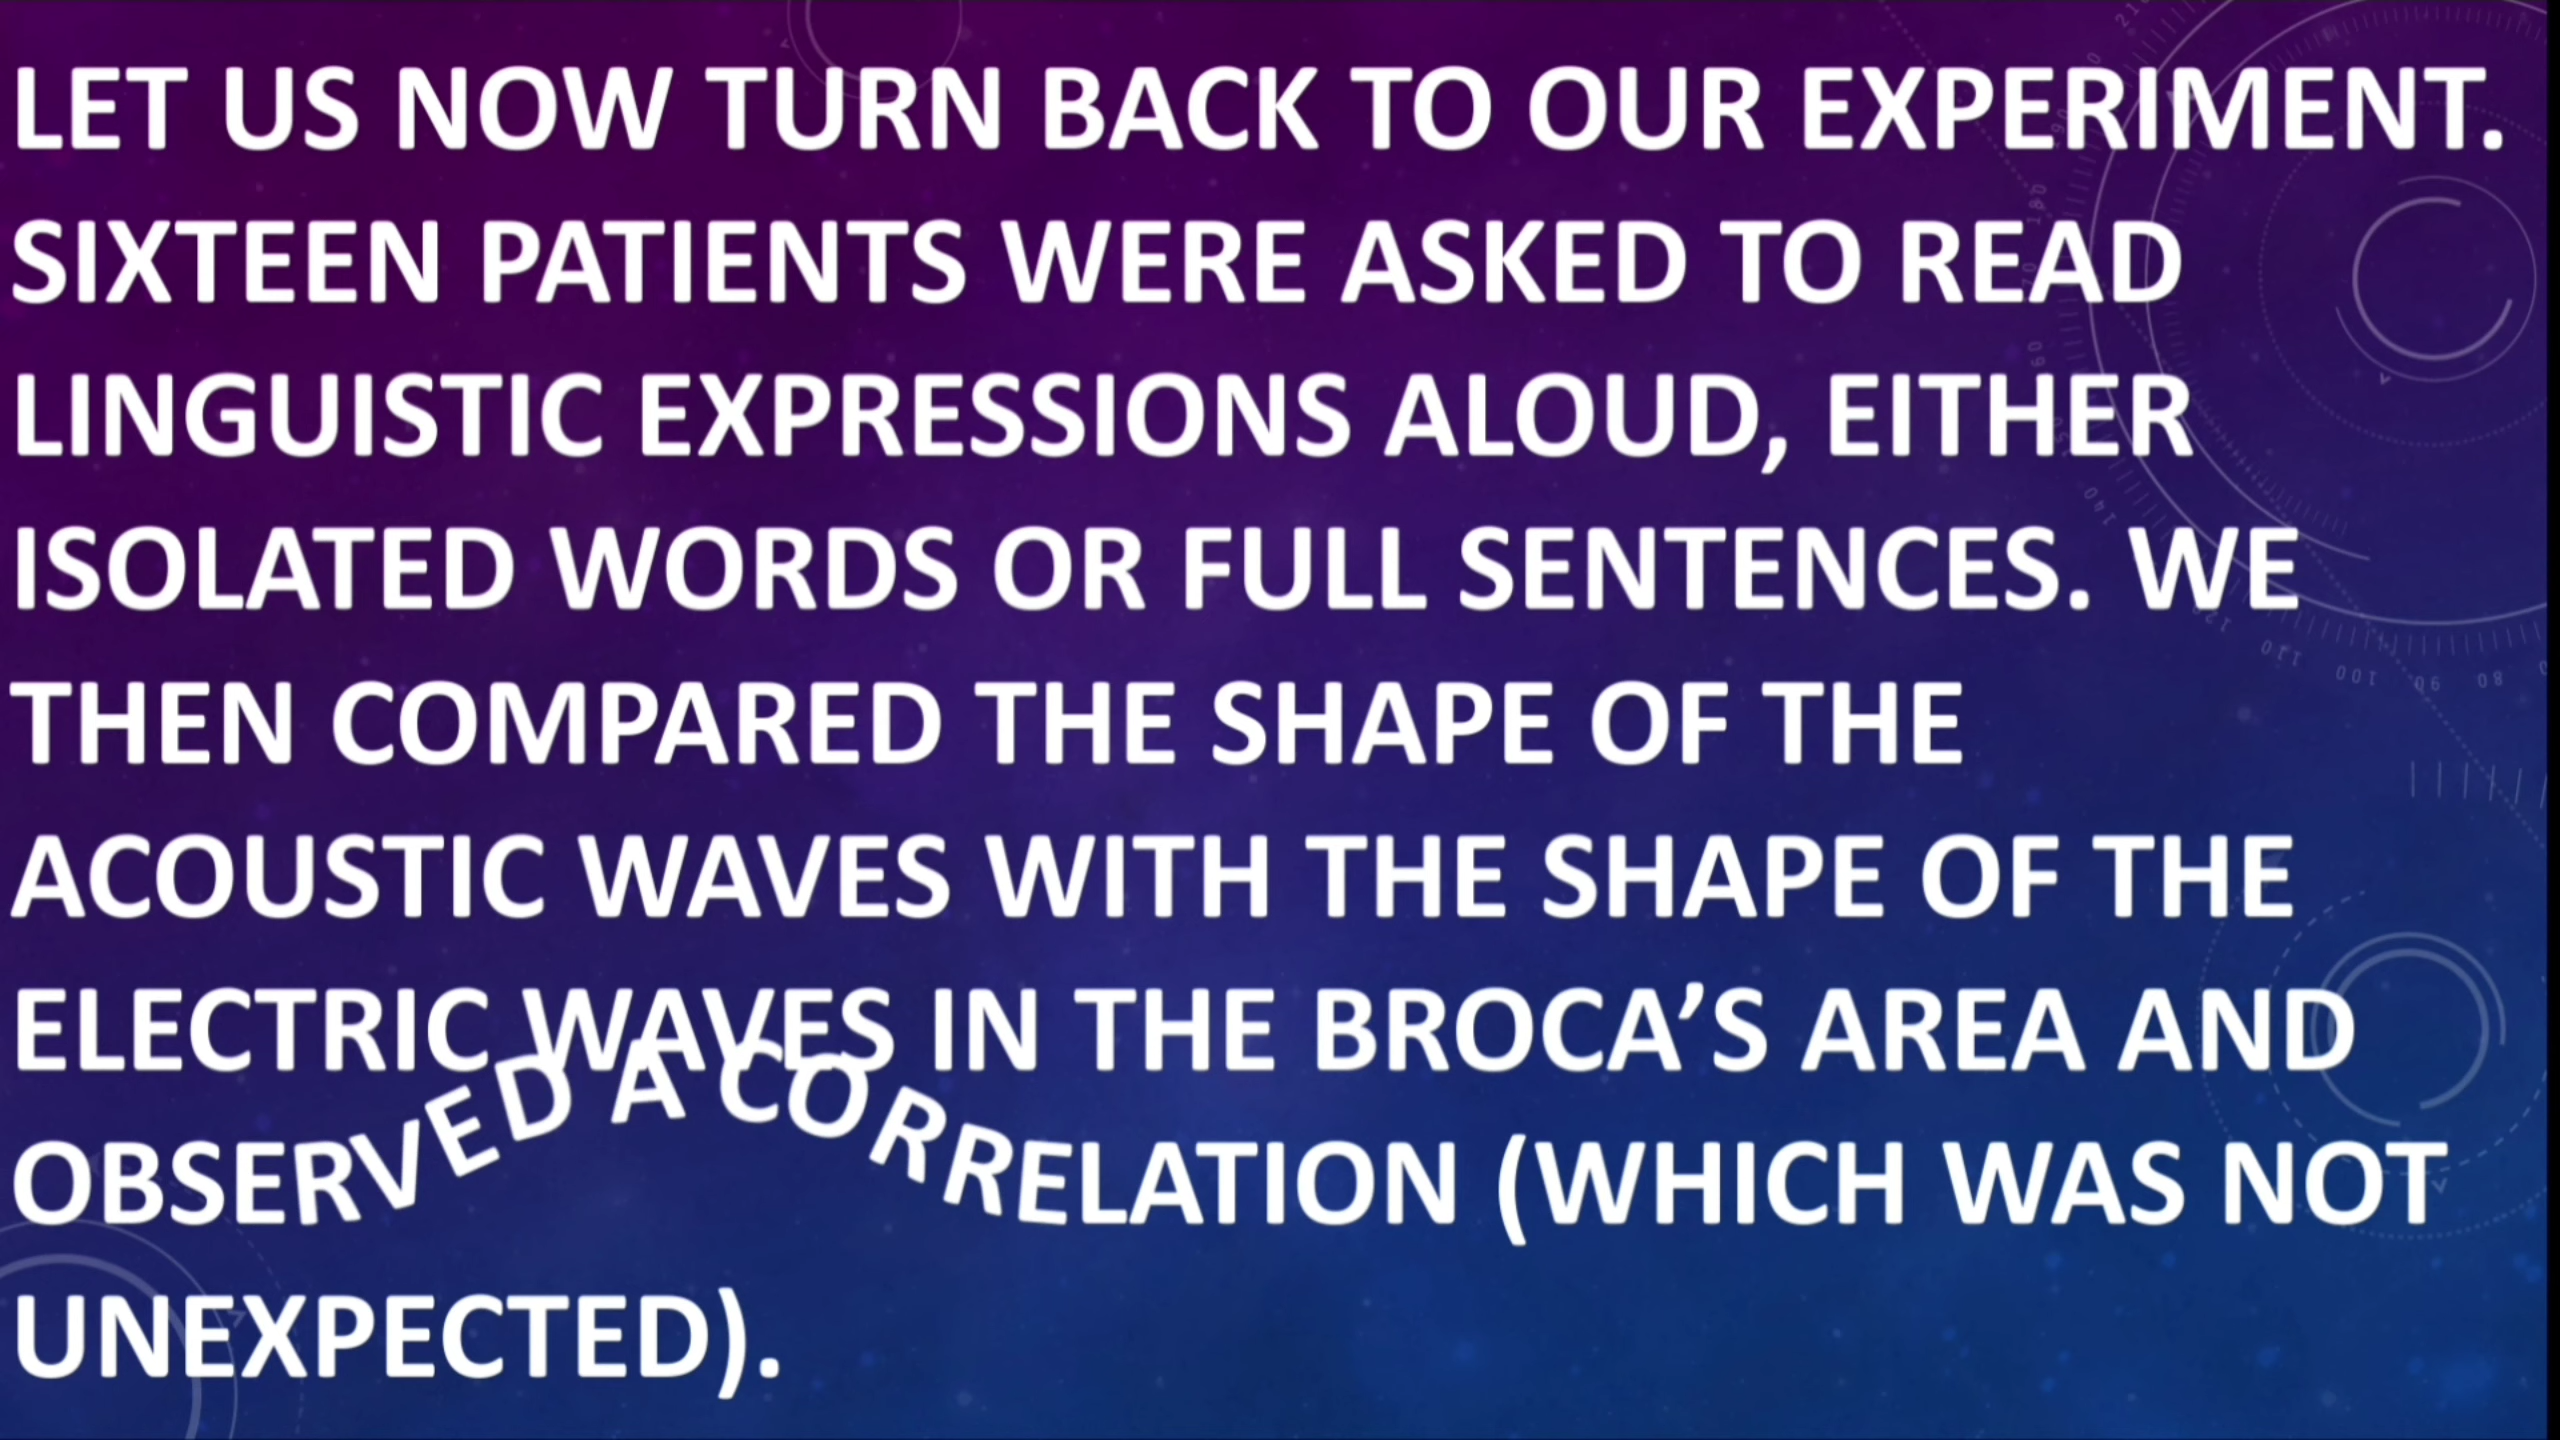 LET US NOW TURN BACK TO OUR EXPERIMENT.
SIXTEEN PATIENTS WERE ASKED TO READ
LINGUISTIC EXPRESSIONS ALOUD, EITHER
ISOLATED WORDS OR FULL SENTENCES. WE
THEN COMPARED THE SHAPE OF THE
ACOUSTIC WAVES WITH THE SHAPE OF THE
ELECTRIC WAVES IN THE BROCA’S AREA AND
OBSERVED A CORRELATION (WHICH WAS NOT
UNEXPECTED).